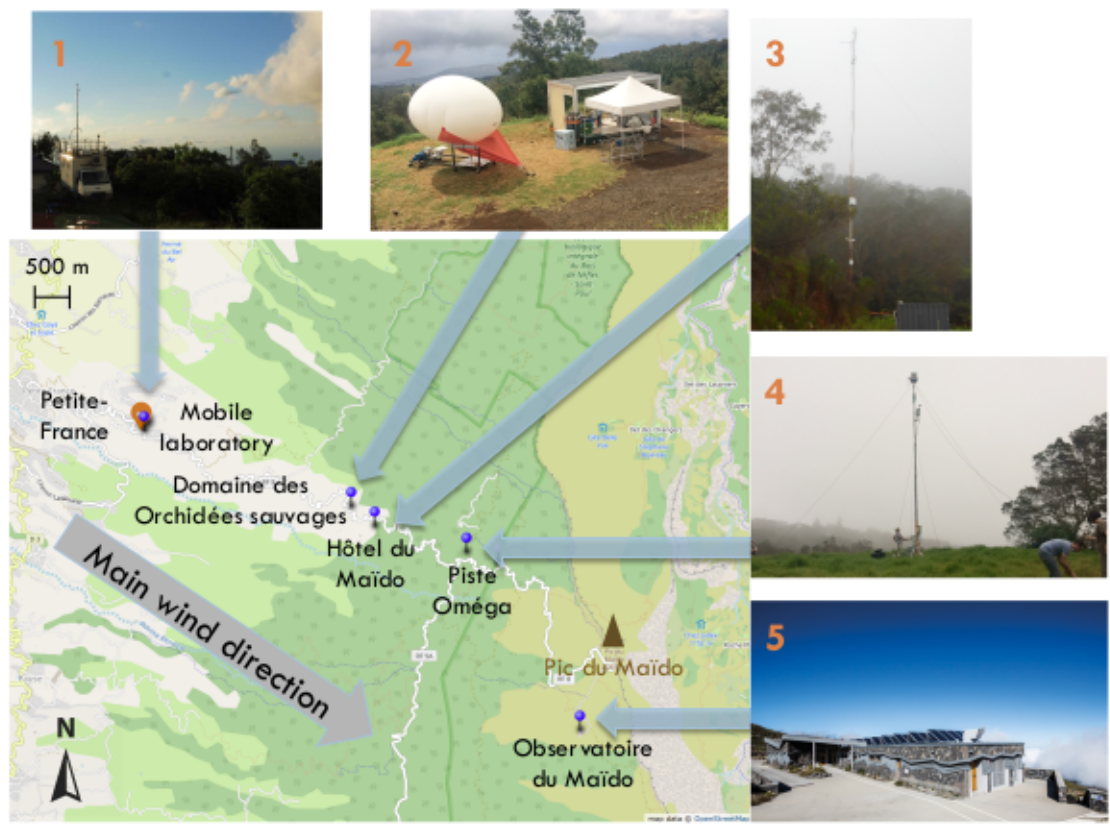 1
2
3
500 m
4
Petite-
France
Mobile
laboratory
Domaine des
Orchidées sauvages
Hôtel du
Maïdo
Piste
Oméga
Main wind direction
5
Pic du Maïdo
N
Observatoire
du Maïdo
map data © OpenStreetMap